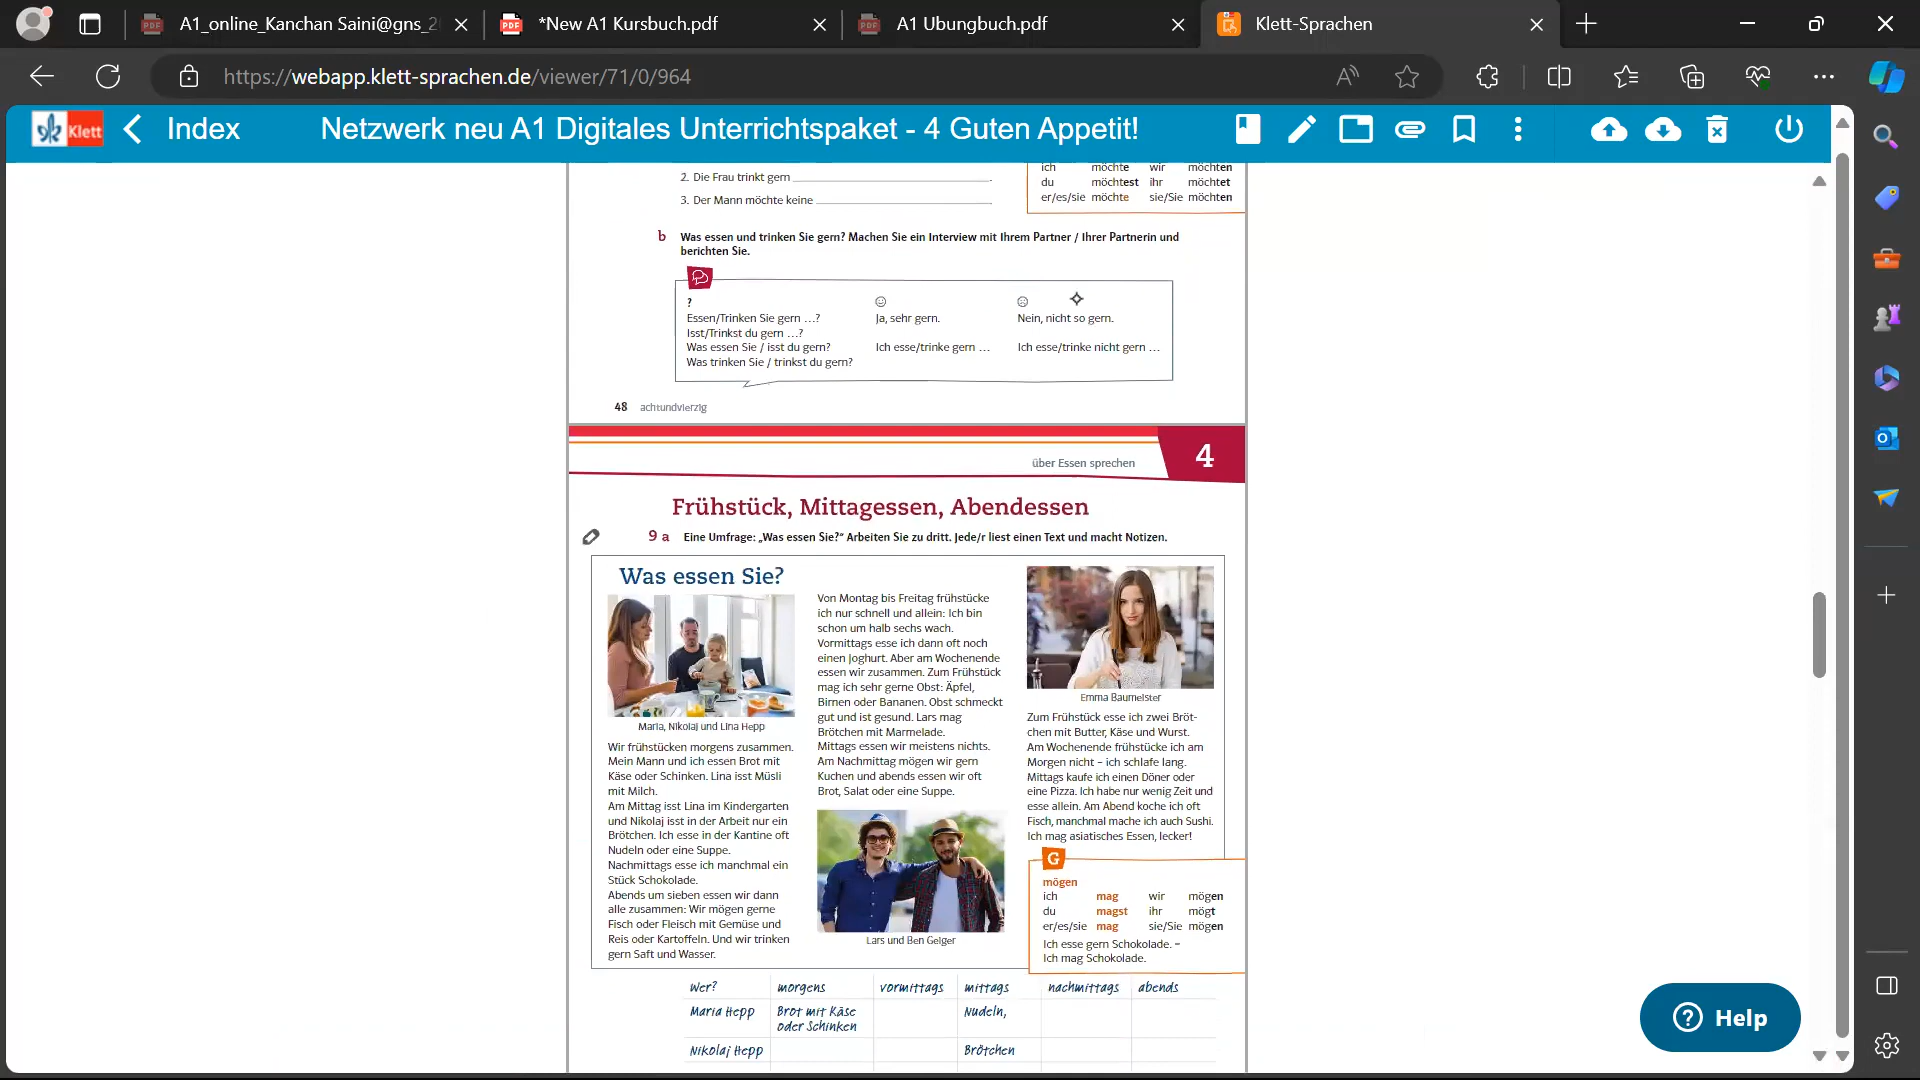 A1_online_Kanchan Saini@gns_2
*New A1 Kursbuch.pdf
A1 Ubungbuch.pdf
Klett-Sprachen
https://webapp.klett-sprachen.de/viewer/71/0/964
Klett
Index
Netzwerk neu A1 Digitales Unterrichtspaket - 4 Guten Appetit!
2. Die Frau trinkt gern
3. Der Mann möchte keine
ich möchte wir möchten
du möchtest ihr möchtet
er/es/sie möchte sie/Sie möchten
b Was essen und trinken Sie gern? Machen Sie ein Interview mit Ihrem Partner / Ihrer Partnerin und
berichten Sie.
?
Essen/Trinken Sie gern …? Ja, sehr gern. Nein, nicht so gern.
Isst/Trinkst du gern …?
Was essen Sie / isst du gern? Ich esse/trinke gern … Ich esse/trinke nicht gern …
Was trinken Sie / trinkst du gern?
48 achtundvierzig
über Essen sprechen 4
Frühstück, Mittagessen, Abendessen
9 a Eine Umfrage: „Was essen Sie?“ Arbeiten Sie zu dritt. Jede/r liest einen Text und macht Notizen.
Was essen Sie?
Maria, Nikolaj und Lina Hepp
Wir frühstücken morgens zusammen.
Mein Mann und ich essen Brot mit
Käse oder Schinken. Lina isst Müsli
mit Milch.
Am Mittag isst Lina im Kindergarten
und Nikolaj isst in der Arbeit nur ein
Brötchen. Ich esse in der Kantine oft
Nudeln oder eine Suppe.
Nachmittags esse ich manchmal ein
Stück Schokolade.
Abends um sieben essen wir dann
alle zusammen: Wir mögen gerne
Fisch oder Fleisch mit Gemüse und
Reis oder Kartoffeln. Und wir trinken
gern Saft und Wasser.
Von Montag bis Freitag frühstücke
ich nur schnell und allein: Ich bin
schon um halb sechs wach.
Vormittags esse ich dann oft noch
einen Joghurt. Aber am Wochenende
essen wir zusammen. Zum Frühstück
mag ich sehr gerne Obst: Äpfel,
Birnen oder Bananen. Obst schmeckt
gut und ist gesund. Lars mag
Brötchen mit Marmelade.
Mittags essen wir meistens nichts.
Am Nachmittag mögen wir gern
Kuchen und abends essen wir oft
Brot, Salat oder eine Suppe.
Lars und Ben Geiger
Emma Baumeister
Zum Frühstück esse ich zwei Bröt-
chen mit Butter, Käse und Wurst.
Am Wochenende frühstücke ich am
Morgen nicht – ich schlafe lang.
Mittags kaufe ich einen Döner oder
eine Pizza. Ich habe nur wenig Zeit und
esse allein. Am Abend koche ich oft
Fisch, manchmal mache ich auch Sushi.
Ich mag asiatisches Essen, lecker!
G
mögen
ich mag wir mögen
du magst ihr mögt
er/es/sie mag sie/Sie mögen
Ich esse gern Schokolade. –
Ich mag Schokolade.
Wer? morgens vormittags mittags nachmittags abends
Maria Hepp Brot mit Käse Nudeln,
oder Schinken
Nikolaj Hepp Brötchen
Help